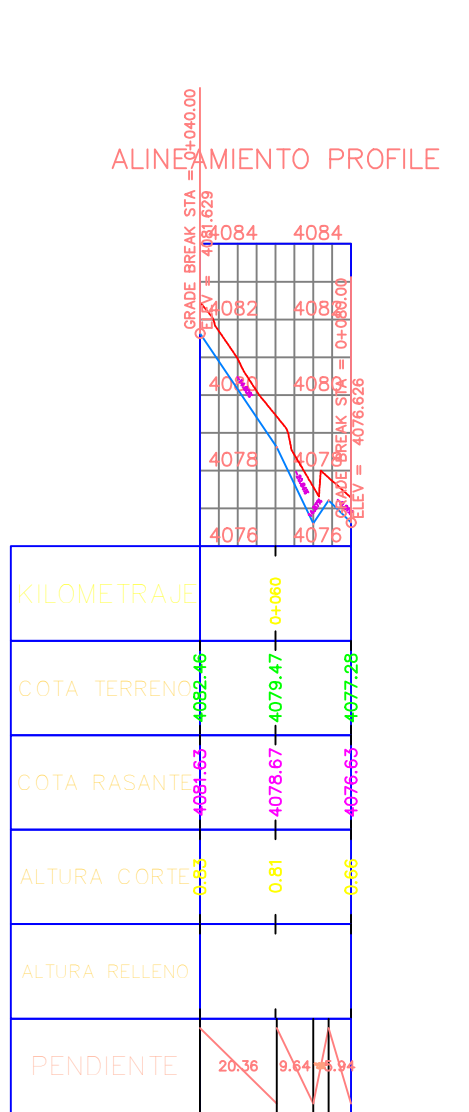 ALINEAMIENTO PROFILE
GRADE BREAK STA = 0+040.00
ELEV = 4081.629
4084 4084
4082 4082
4080 4080
4078 4078
4076 4076
GRADE BREAK STA = 0+080.00
ELEV = 4076.626
KILOMETRAJE 0+060
COTA TERRENO 4082.46 4079.47 4077.28
COTA RASANTE 4081.63 4078.67 4076.63
ALTURA CORTE 0.83 0.81 0.66
ALTURA RELLENO
PENDIENTE 20.36 9.64 5.94